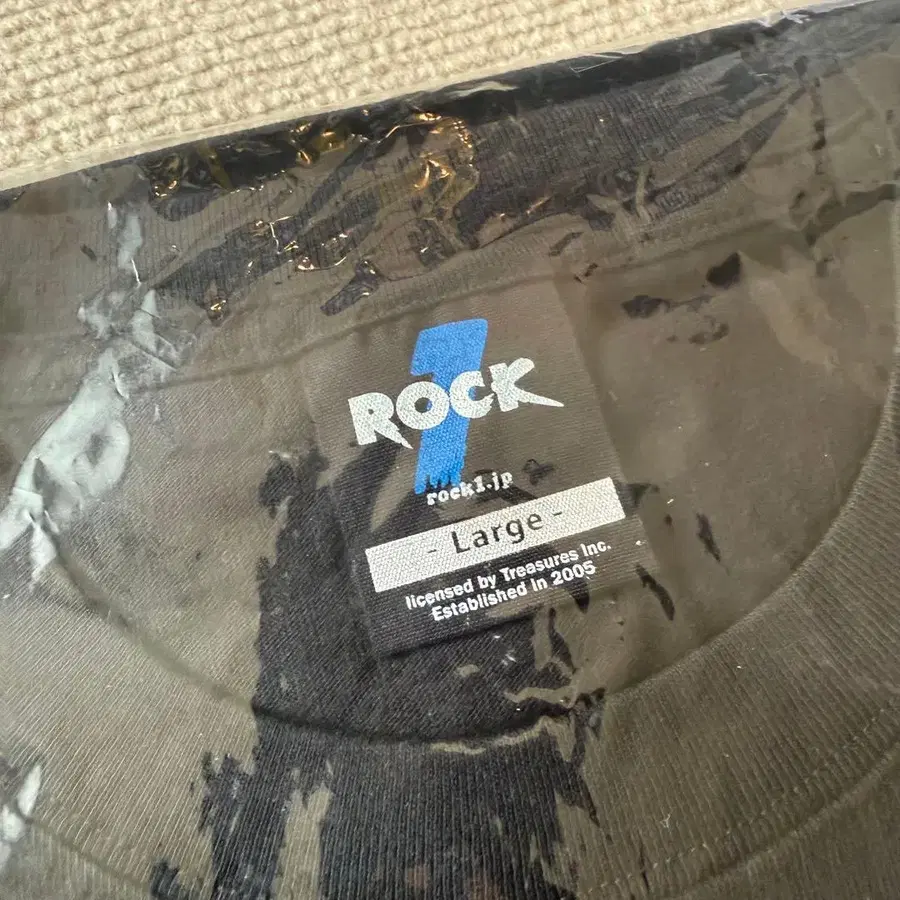 1
ROCK
rock1.jp
- Large -
licensed by Treasures Inc.
Established in 2005